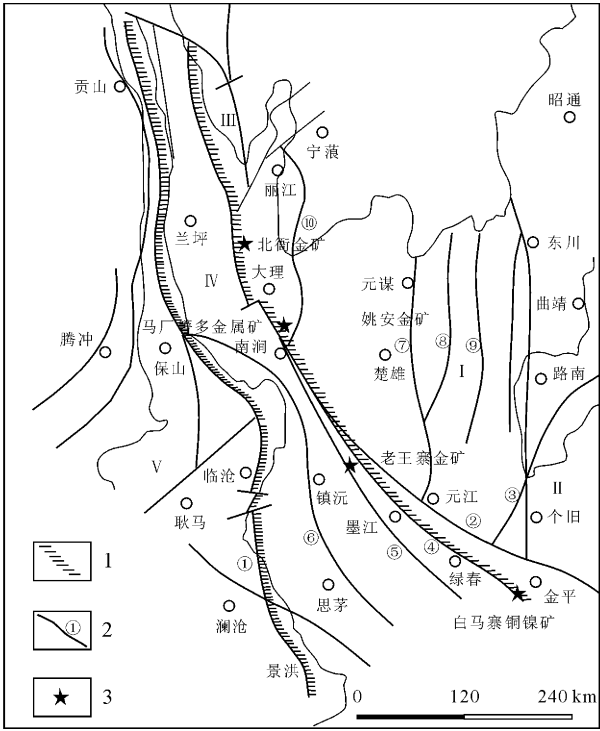 贡山
昭通
III
宁蒗
丽江
⑩
兰坪
北衙金矿
东川
IV
大理
元谋
曲靖
马厂箐多金属矿
姚安金矿
腾冲
保山
南涧
⑦
⑧
⑨
楚雄
I
路南
V
临沧
老王寨金矿
镇沅
元江
③
II
耿马
墨江
②
个旧
①
⑥
⑤
④
绿春
1
思茅
金平
澜沧
白马寨铜镍矿
① 2
景洪
3
0 120 240 km